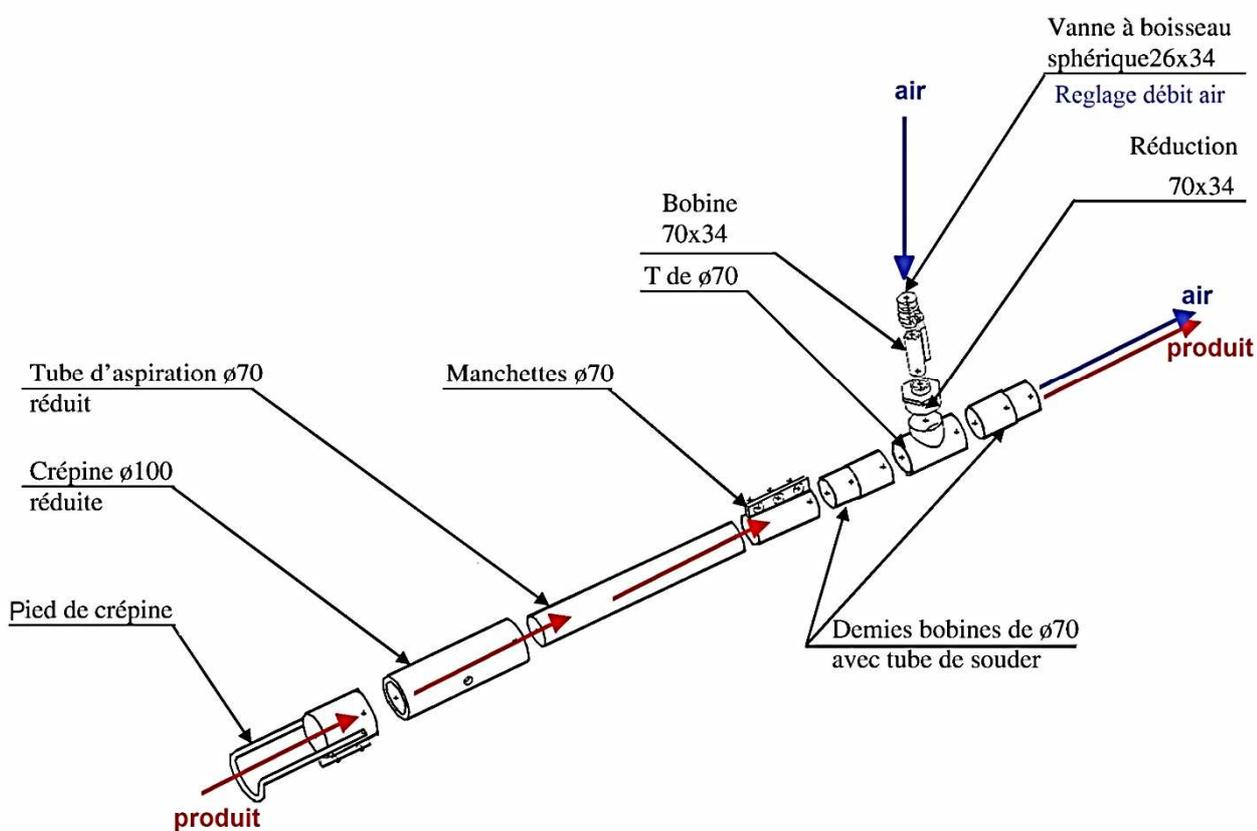 Vanne à boisseau
sphérique26x34
Reglage débit air
air
Réduction
70x34
Bobine
70x34
T de ø70
air
produit
Tube d'aspiration ø70
réduit
Manchettes ø70
Crépine ø100
réduite
Pied de crépine
Demies bobines de ø70
avec tube de souder
produit